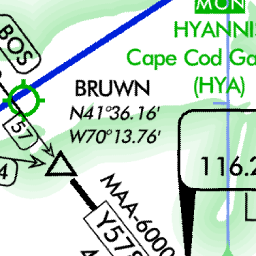 MON
HYANNIS
Cape Cod Ga
(HYA)
BOS
BRUWN
N41°36.16'
W70°13.76'
57
4
116.2
MAA-6000
Y578